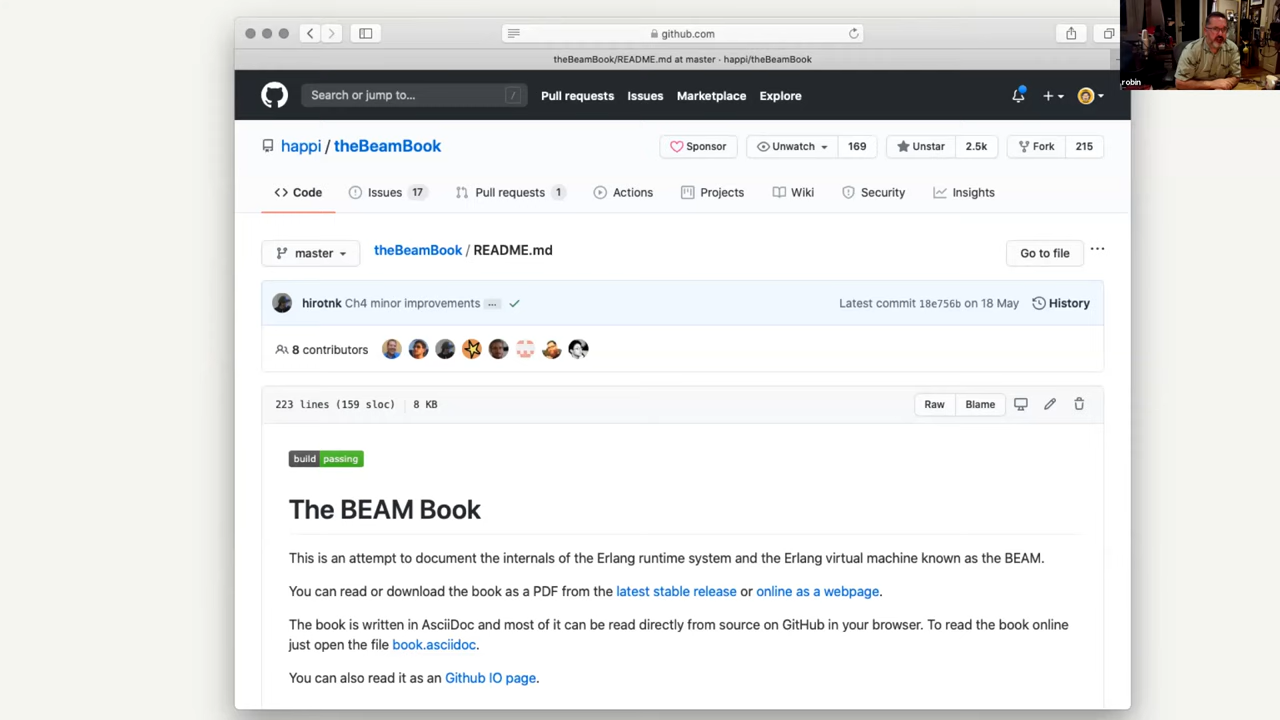 github.com
theBeamBook/README.md at master · happi/theBeamBook
robin
Search or jump to... /
Pull requests Issues Marketplace Explore
happi / theBeamBook
Sponsor Unwatch 169 Unstar 2.5k Fork 215
Code Issues 17 Pull requests 1 Actions Projects Wiki Security Insights
master theBeamBook / README.md Go to file ...
hirotnk Ch4 minor improvements ... Latest commit 18e756b on 18 May History
8 contributors
223 lines (159 sloc) 8 KB Raw Blame
build passing
The BEAM Book
This is an attempt to document the internals of the Erlang runtime system and the Erlang virtual machine known as the BEAM.
You can read or download the book as a PDF from the latest stable release or online as a webpage.
The book is written in AsciiDoc and most of it can be read directly from source on GitHub in your browser. To read the book online
just open the file book.asciidoc.
You can also read it as an Github IO page.